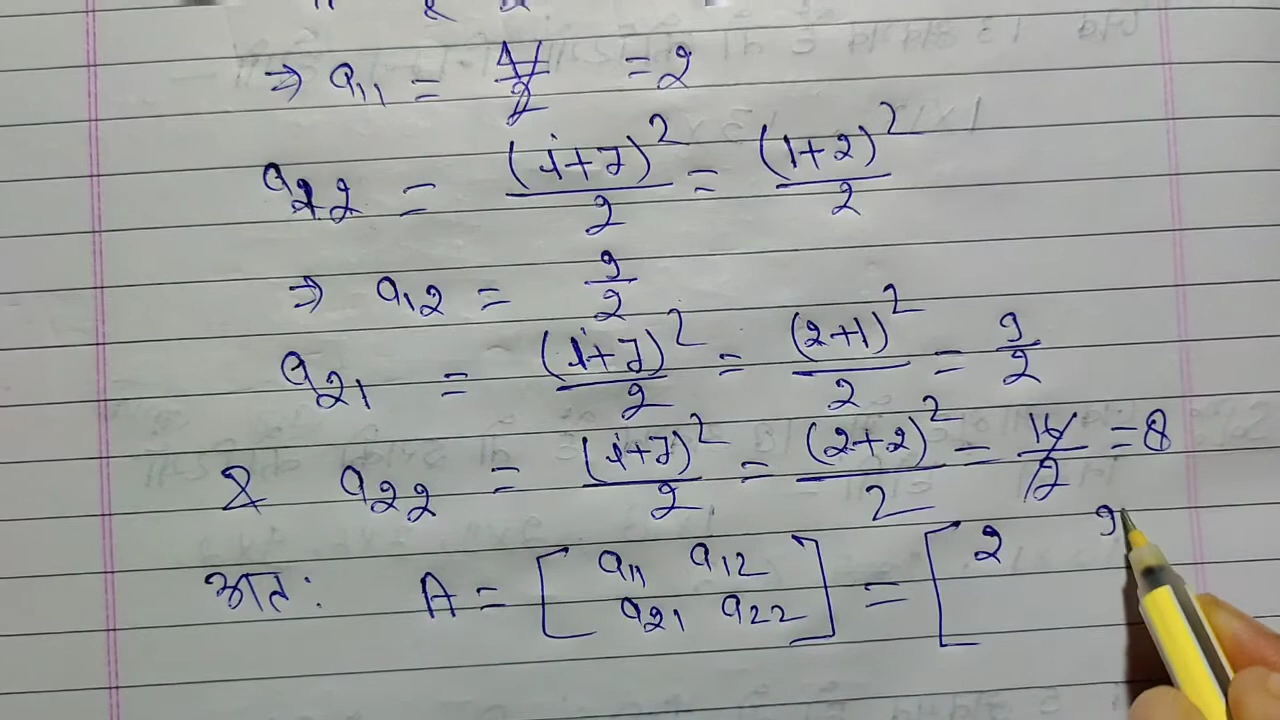 ⇒ a₁₁ = 4/2 = 2
a₂₂ = (i+j)²/2 = (1+2)²/2
⇒ a₁₂ = 9/2
a₂₁ = (i+j)²/2 = (2+1)²/2 = 9/2
& a₂₂ = (i+j)²/2 = (2+2)²/2 = 16/2 = 8
अतः A = [a₁₁ a₁₂ a₂₁ a₂₂] = [2 9